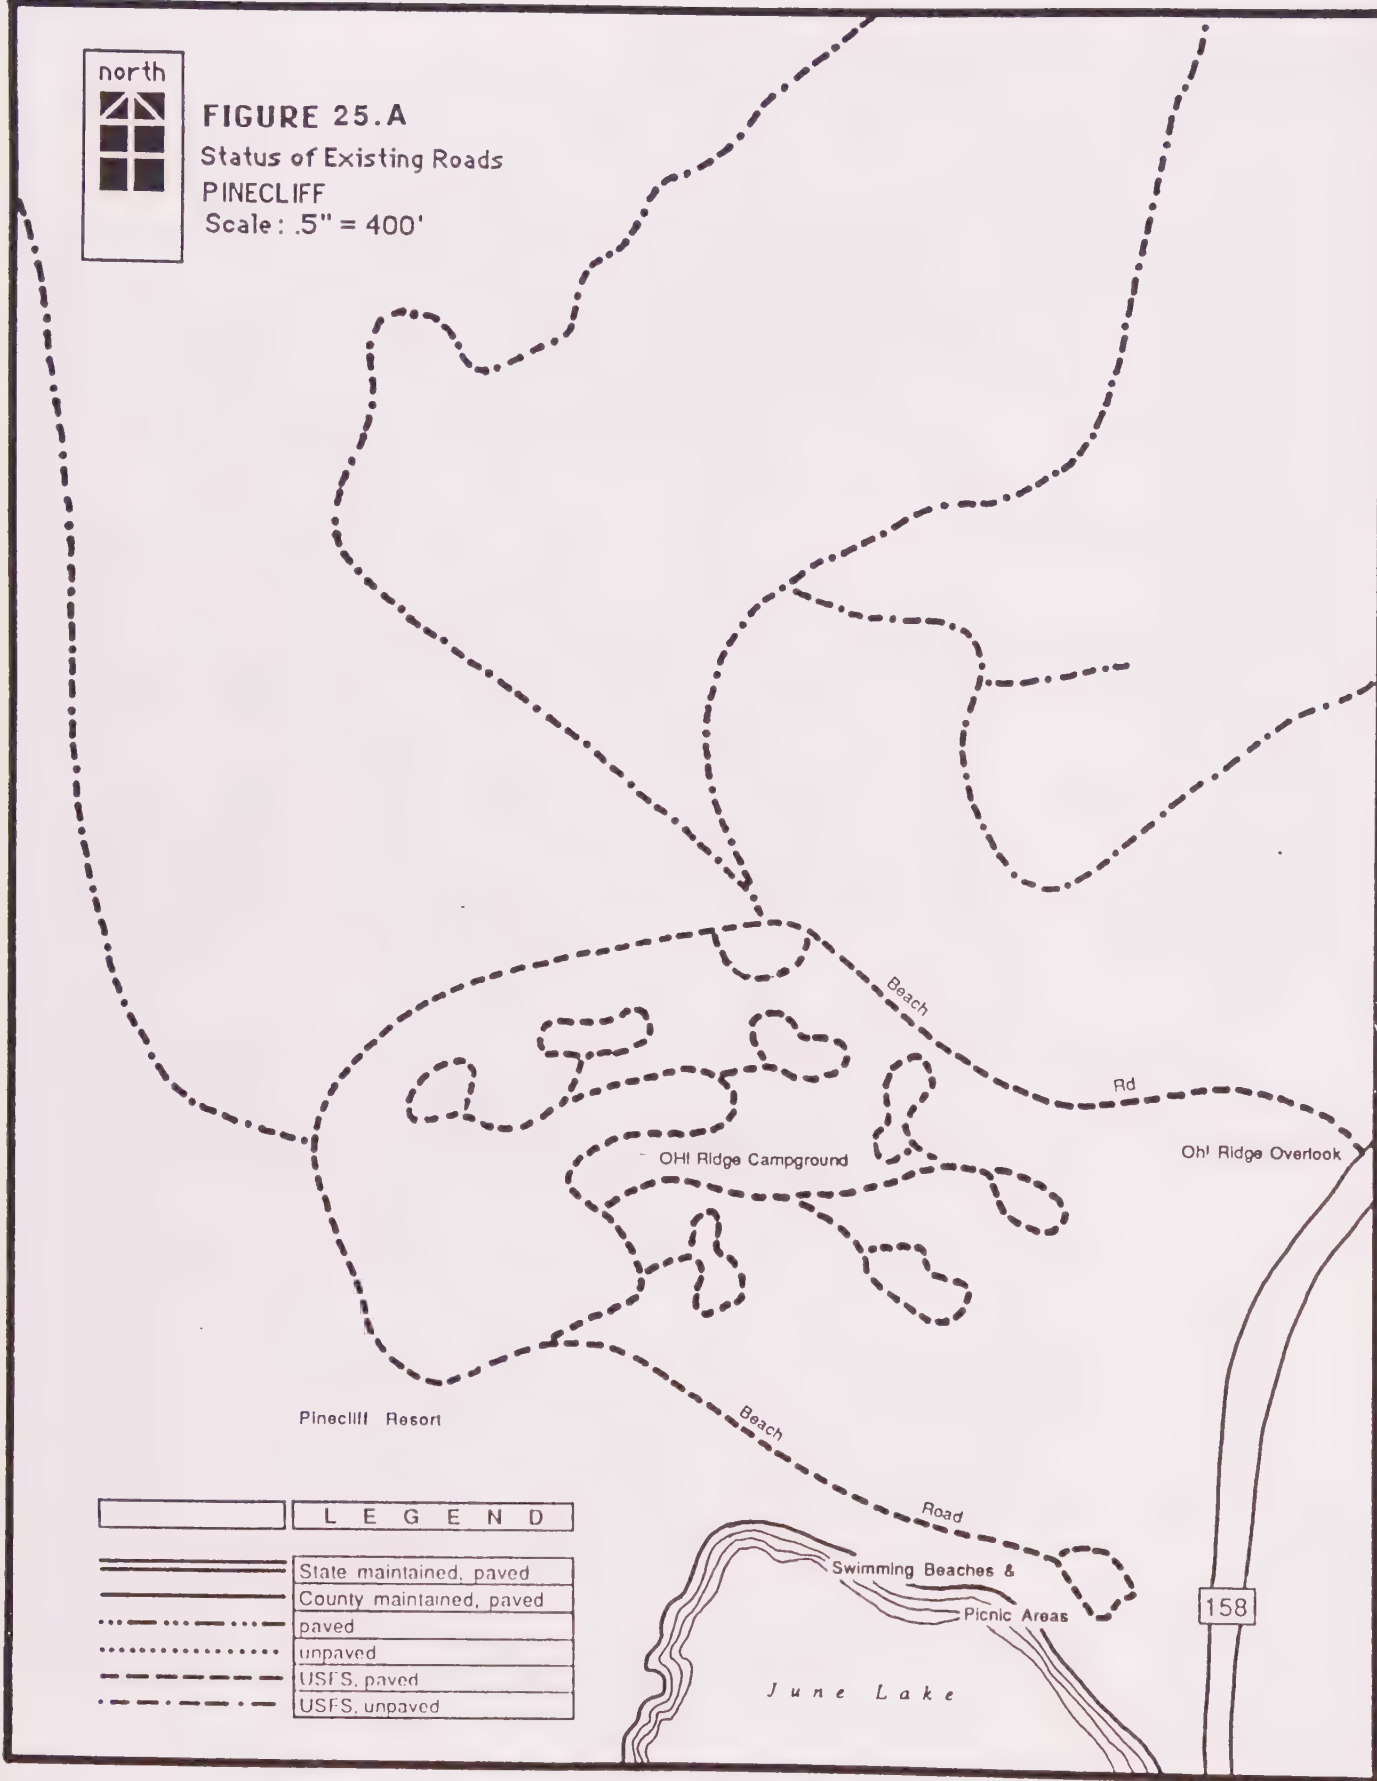 north
FIGURE 25.A
Status of Existing Roads
PINECLIFF
Scale: .5" = 400'
Beach
Rd
OH! Ridge Campground
Oh! Ridge Overlook
Pinecliff Resort
Beach
Road
Swimming Beaches &
Picnic Areas
158
June Lake
LEGEND
State maintained, paved
County maintained, paved
paved
unpaved
USFS, paved
USFS, unpaved